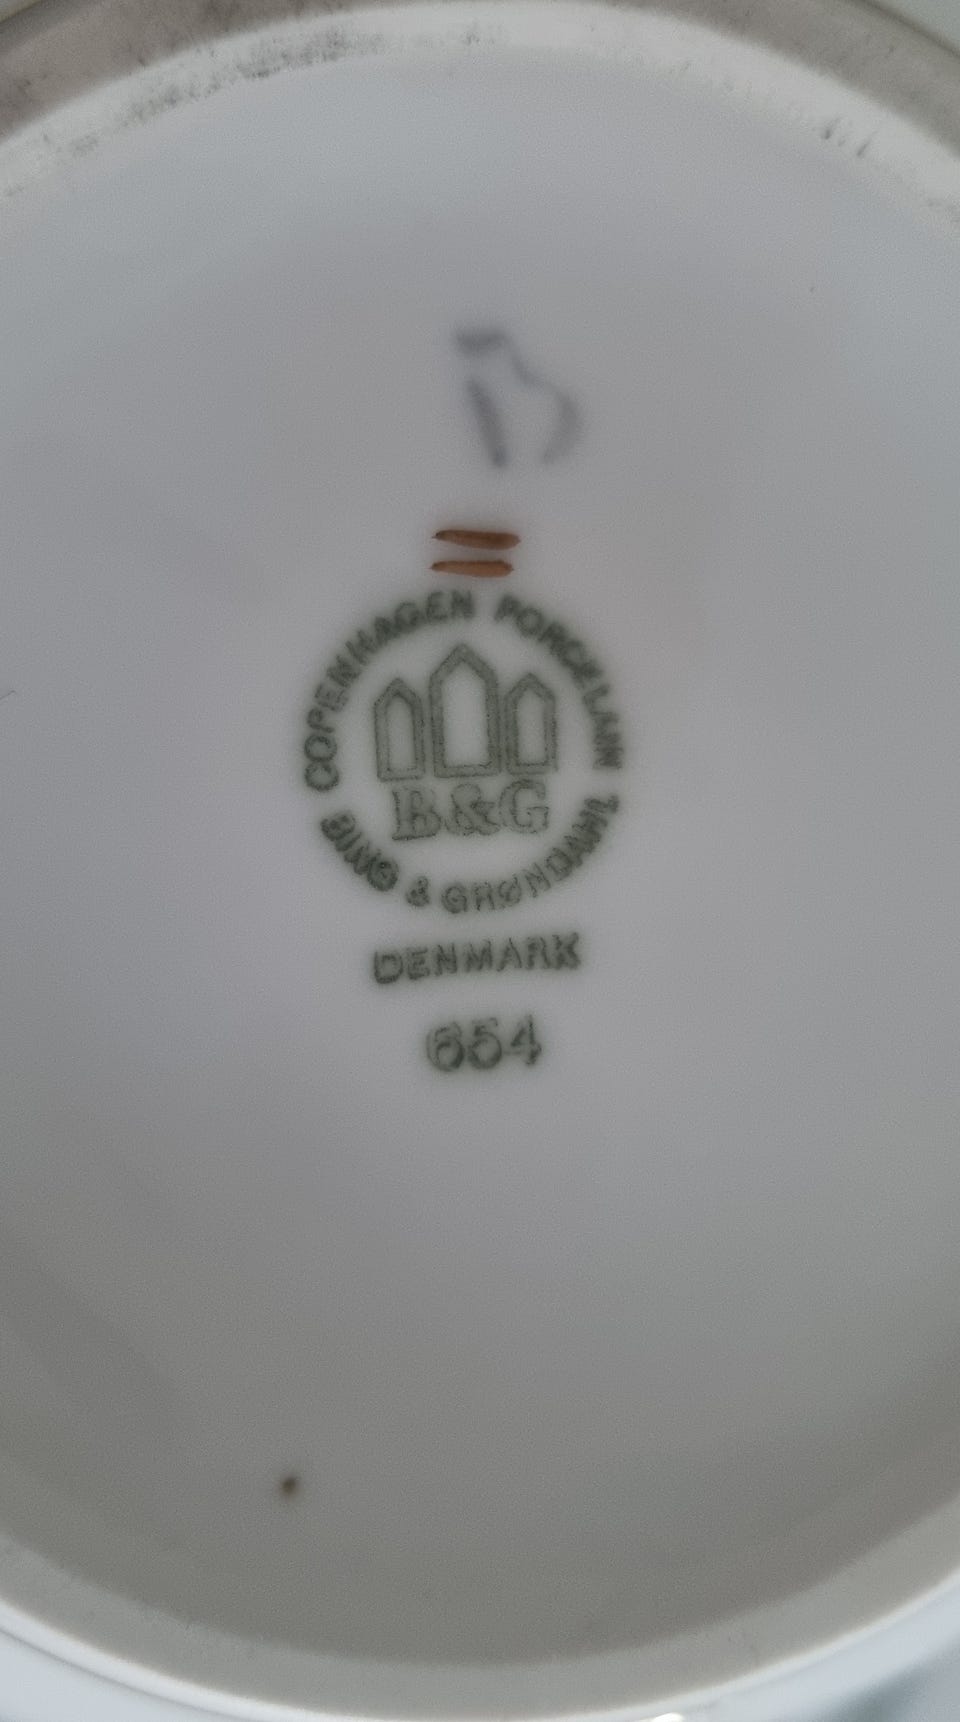 COPENHAGEN PORCELAIN
B&G
BING & GRØNDAHL
DENMARK
654